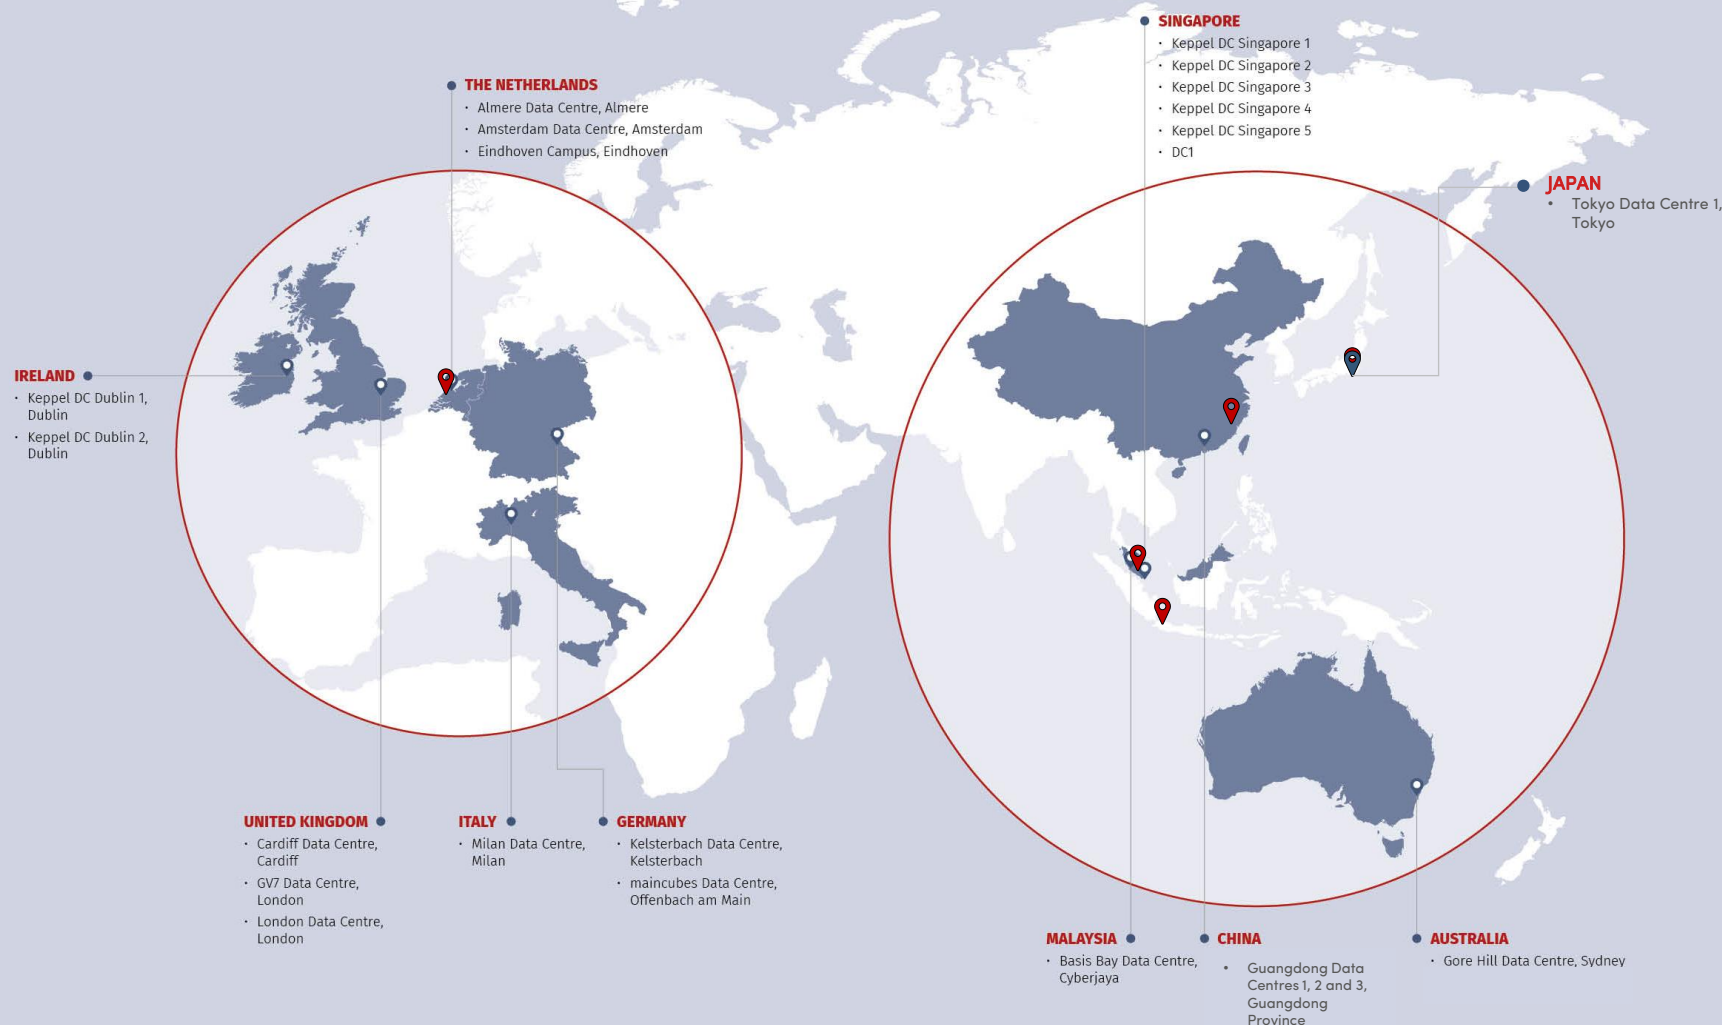 SINGAPORE
· Keppel DC Singapore 1
· Keppel DC Singapore 2
· Keppel DC Singapore 3
· Keppel DC Singapore 4
· Keppel DC Singapore 5
· DC1
THE NETHERLANDS
· Almere Data Centre, Almere
· Amsterdam Data Centre, Amsterdam
· Eindhoven Campus, Eindhoven
JAPAN
• Tokyo Data Centre 1,
Tokyo
IRELAND
· Keppel DC Dublin 1,
Dublin
· Keppel DC Dublin 2,
Dublin
UNITED KINGDOM
· Cardiff Data Centre,
Cardiff
· GV7 Data Centre,
London
· London Data Centre,
London
ITALY
· Milan Data Centre,
Milan
GERMANY
· Kelsterbach Data Centre,
Kelsterbach
· maincubes Data Centre,
Offenbach am Main
MALAYSIA
· Basis Bay Data Centre,
Cyberjaya
CHINA
• Guangdong Data
Centres 1, 2 and 3,
Guangdong
Province
AUSTRALIA
· Gore Hill Data Centre, Sydney